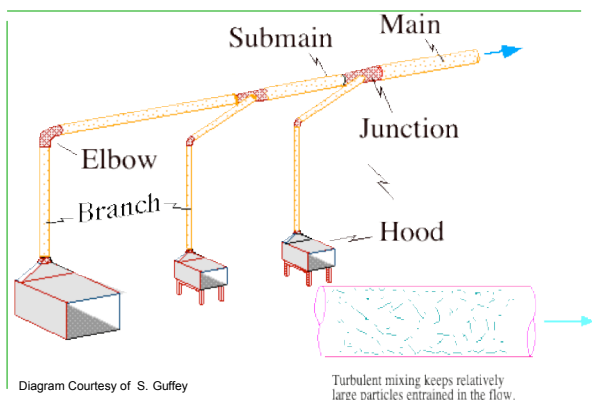 Main
Submain
Junction
Elbow
Branch
Hood
Diagram Courtesy of S. Guffey
Turbulent mixing keeps relatively
large particles entrained in the flow.